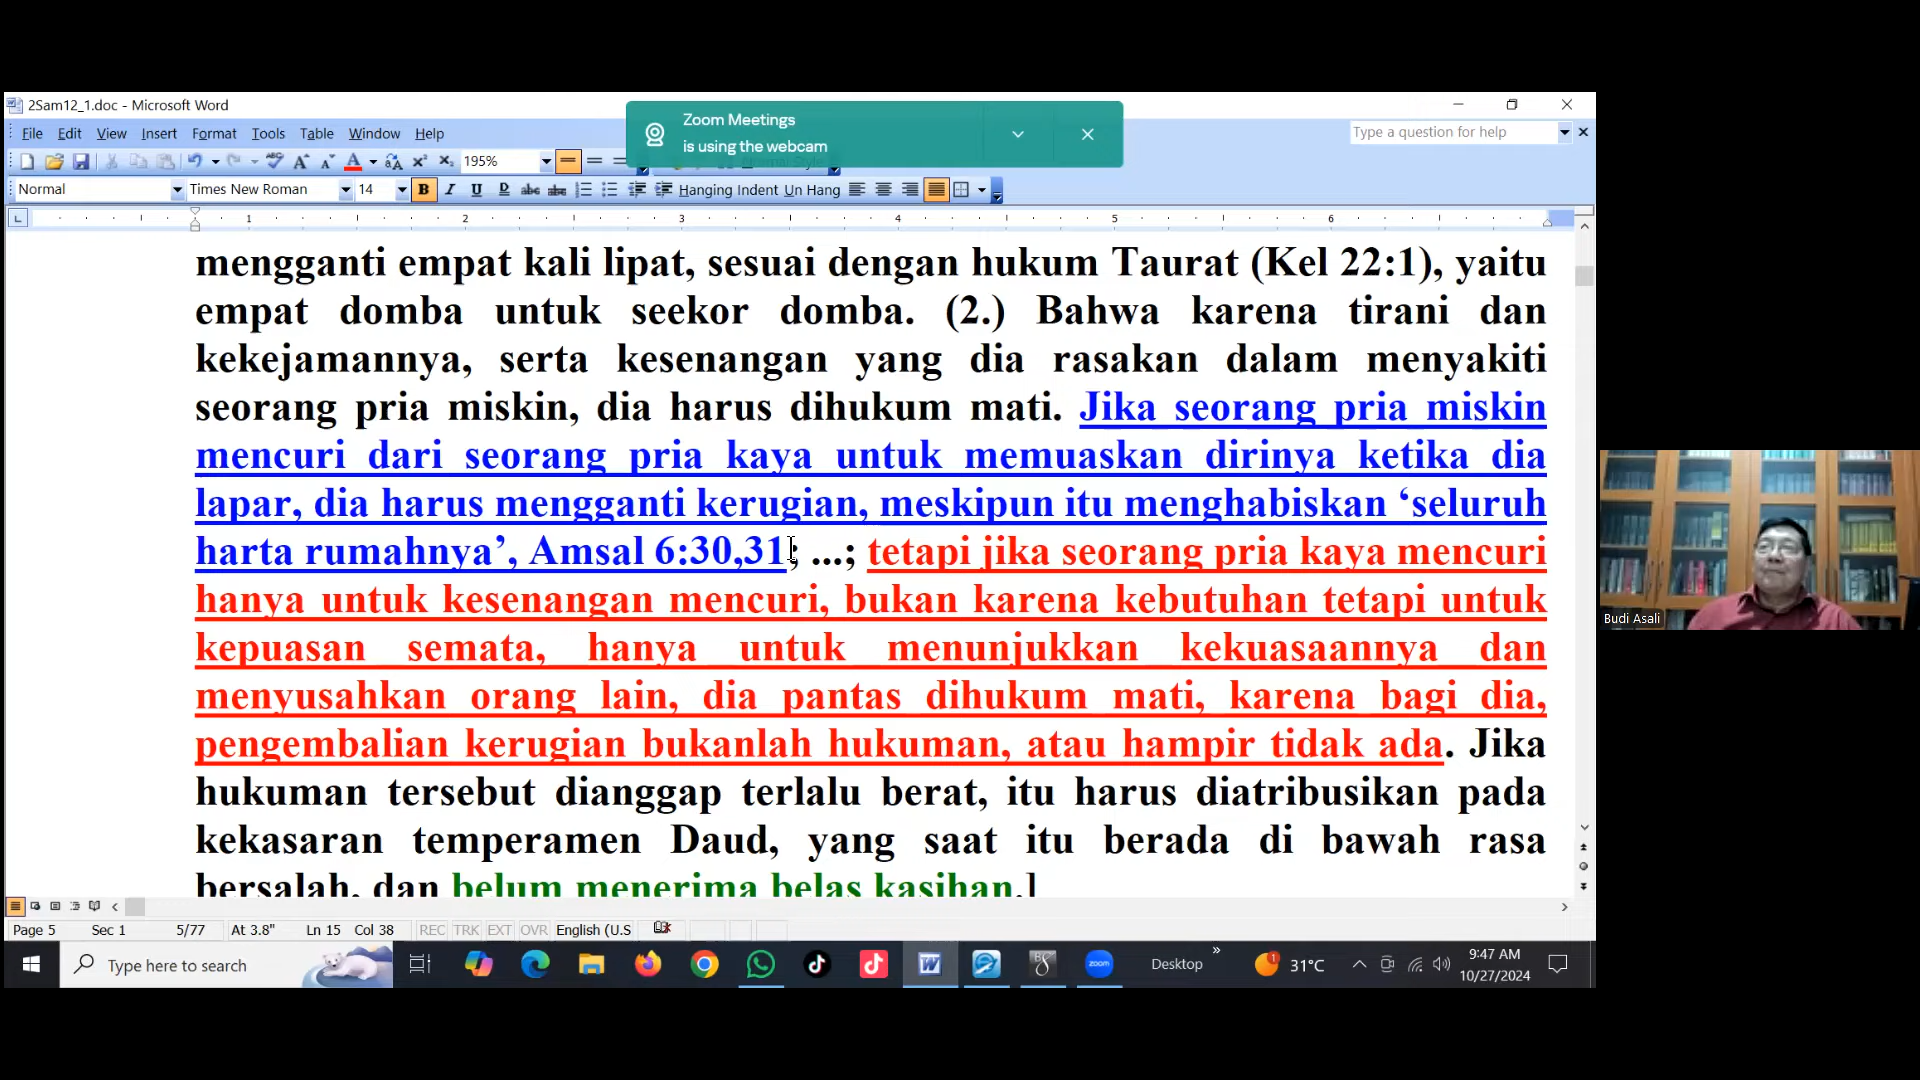 2Sam12_1.doc - Microsoft Word
Zoom Meetings
is using the webcam
File Edit View Insert Format Tools Table Window Help
Type a question for help
195%
Normal Times New Roman 14 B I U D abc abc Hanging Indent Un Hang
1 2 3 4 5 6
mengganti empat kali lipat, sesuai dengan hukum Taurat (Kel 22:1), yaitu
empat domba untuk seekor domba. (2.) Bahwa karena tirani dan
kekejamannya, serta kesenangan yang dia rasakan dalam menyakiti
seorang pria miskin, dia harus dihukum mati. Jika seorang pria miskin
mencuri dari seorang pria kaya untuk memuaskan dirinya ketika dia
lapar, dia harus mengganti kerugian, meskipun itu menghabiskan ‘seluruh
harta rumahnya’, Amsal 6:30,31; ...; tetapi jika seorang pria kaya mencuri
hanya untuk kesenangan mencuri, bukan karena kebutuhan tetapi untuk
kepuasan semata, hanya untuk menunjukkan kekuasaannya dan
menyusahkan orang lain, dia pantas dihukum mati, karena bagi dia,
pengembalian kerugian bukanlah hukuman, atau hampir tidak ada. Jika
hukuman tersebut dianggap terlalu berat, itu harus diatribusikan pada
kekasaran temperamen Daud, yang saat itu berada di bawah rasa
bersalah, dan belum menerima belas kasihan.]
Budi Asali
Page 5 Sec 1 5/77 At 3.8" Ln 15 Col 38 REC TRK EXT OVR English (U.S
Type here to search
zoom
Desktop
31°C
9:47 AM
10/27/2024